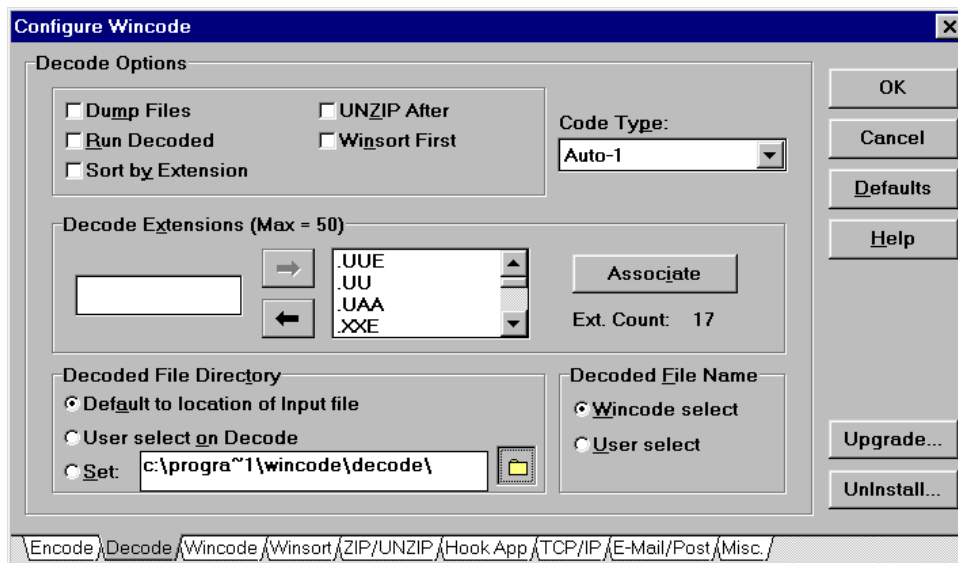 Configure Wincode
Decode Options
Dump Files
UNZIP After
Run Decoded
Winsort First
Sort by Extension
Code Type:
Auto-1
OK
Cancel
Defaults
Help
Decode Extensions (Max = 50)
.UUE
.UU
.UAA
.XXE
Associate
Ext. Count: 17
Decoded File Directory
Default to location of Input file
User select on Decode
Set: c:\progra~1\wincode\decode\
Decoded File Name
Wincode select
User select
Upgrade...
UnInstall...
Encode Decode Wincode Winsort ZIP/UNZIP Hook App TCP/IP E-Mail/Post Misc.